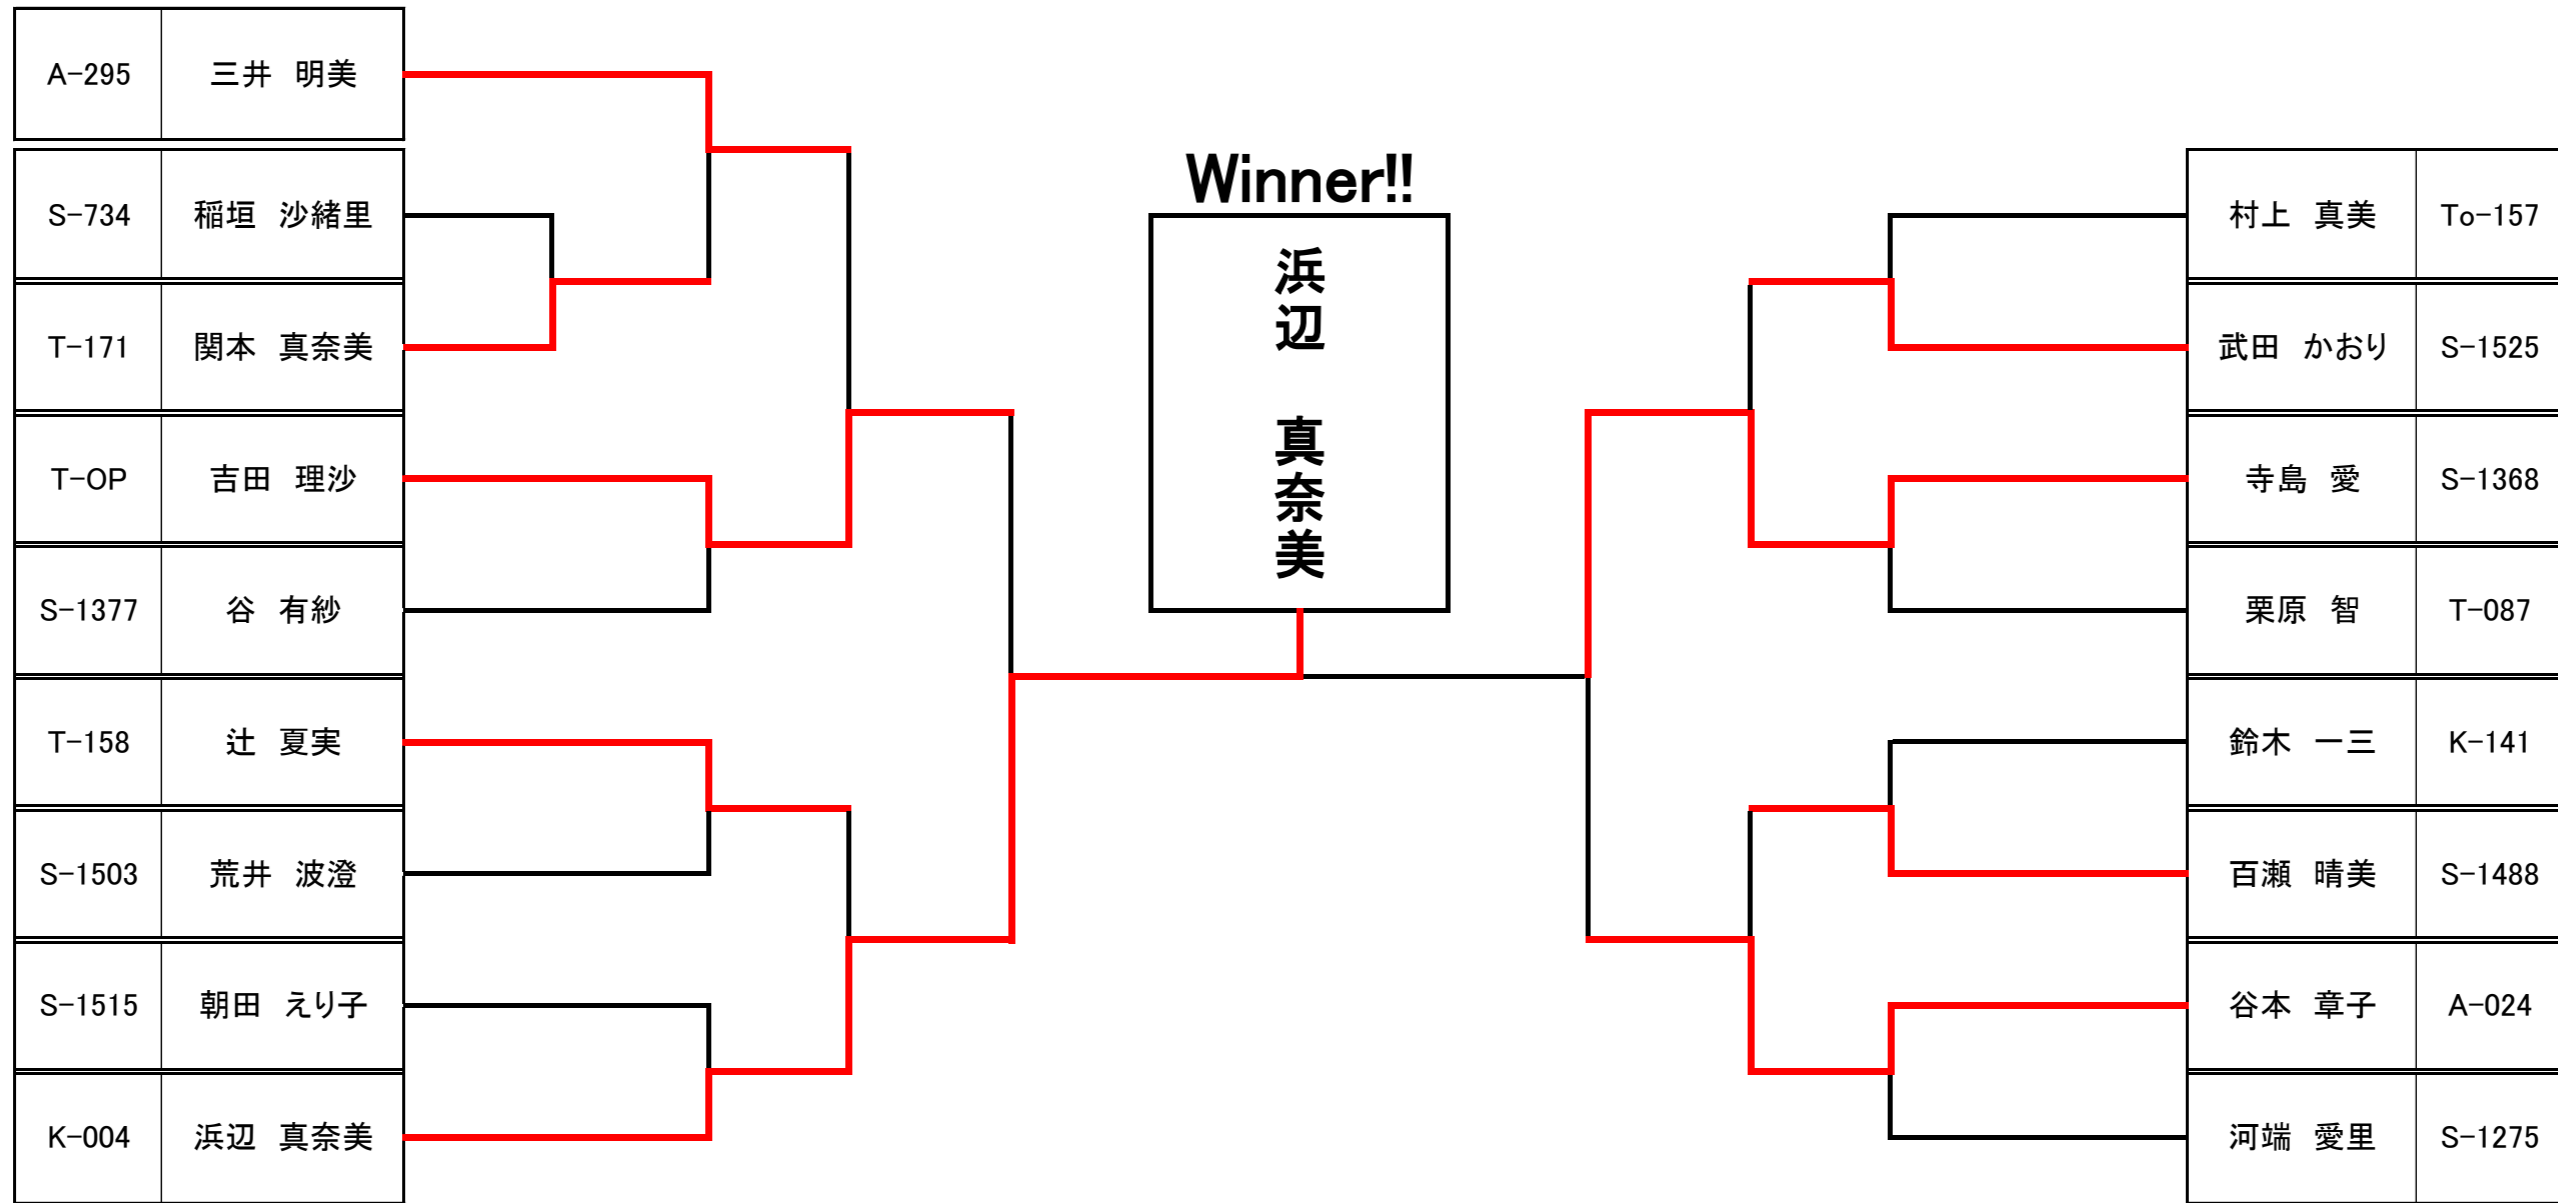 A-295 三井 明美
Winner!!
S-734 稲垣 沙緒里
村上 真美 To-157
T-171 関本 真奈美
武田 かおり S-1525
浜辺 真奈美
T-OP 吉田 理沙
寺島 愛 S-1368
S-1377 谷 有紗
栗原 智 T-087
T-158 辻 夏実
鈴木 一三 K-141
S-1503 荒井 波澄
百瀬 晴美 S-1488
S-1515 朝田 えり子
谷本 章子 A-024
K-004 浜辺 真奈美
河端 愛里 S-1275